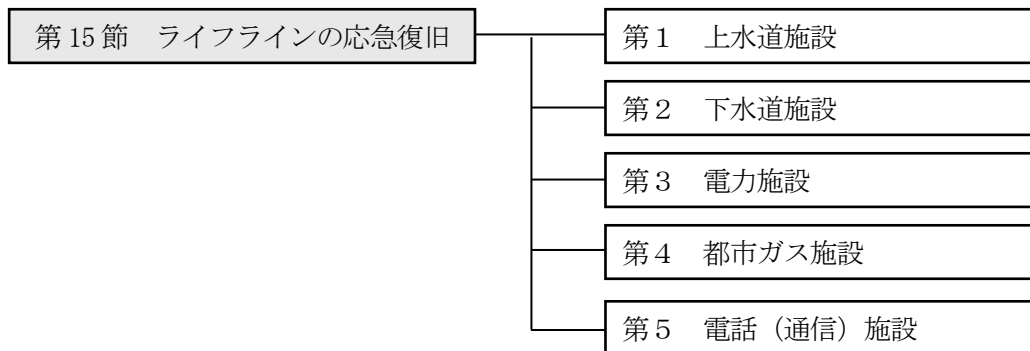 第15節　ライフラインの応急復旧
第１　上水道施設
第２　下水道施設
第３　電力施設
第４　都市ガス施設
第５　電話（通信）施設